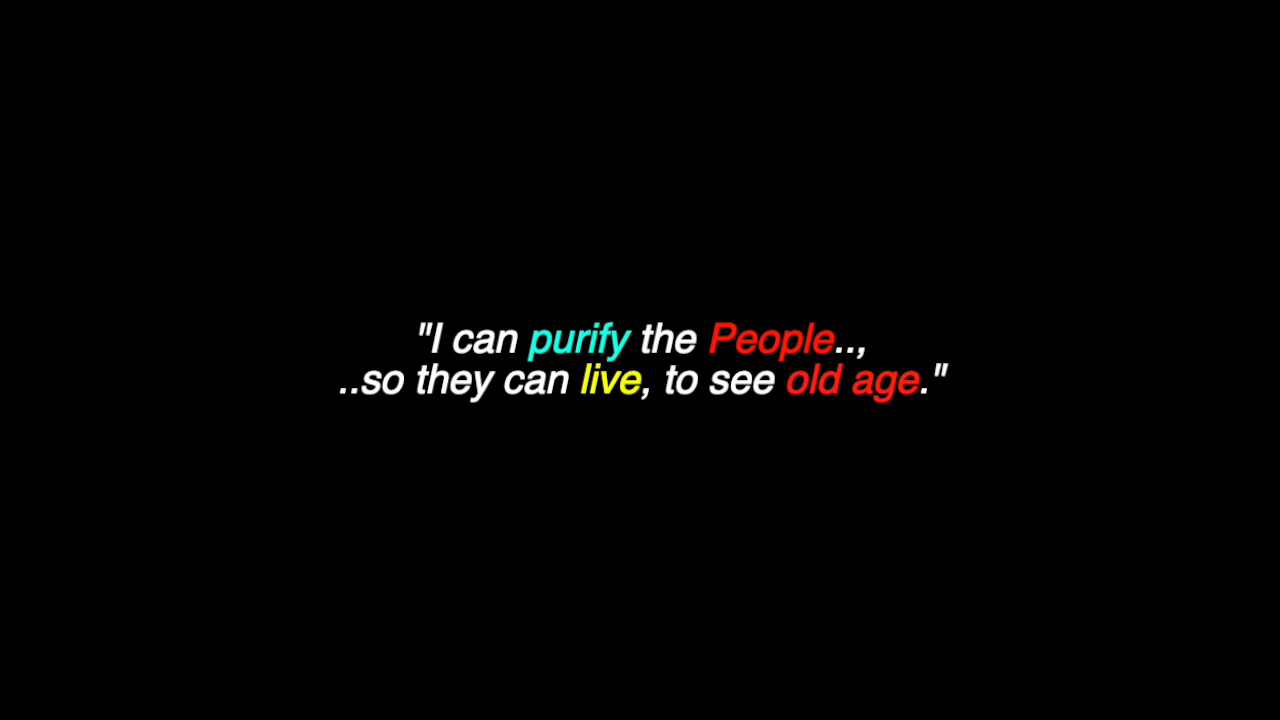 "I can purify the People..,
..so they can live, to see old age."